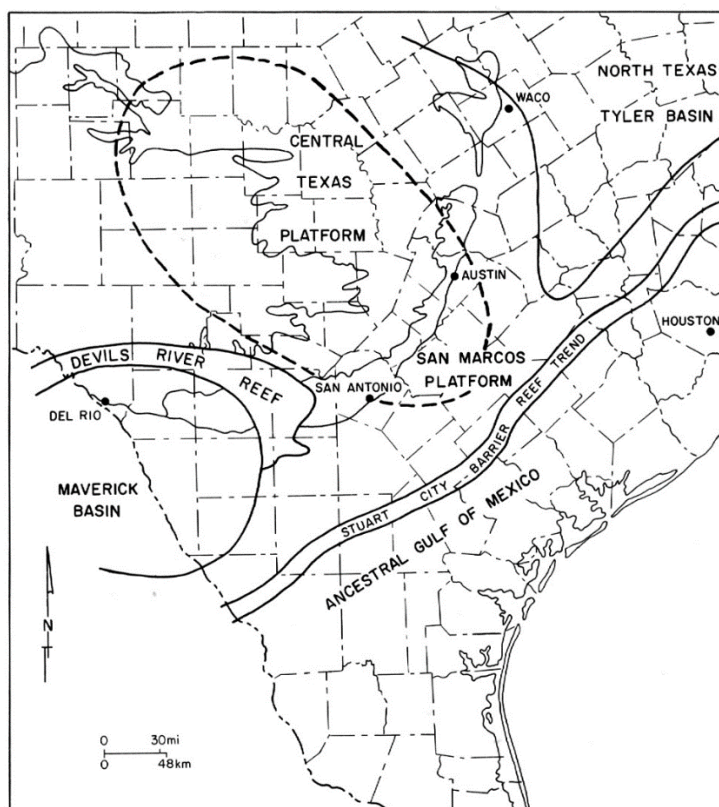 NORTH TEXAS
TYLER BASIN
WACO
CENTRAL
TEXAS
PLATFORM
AUSTIN
HOUSTON
SAN MARCOS
PLATFORM
DEVILS RIVER
REEF
SAN ANTONIO
DEL RIO
MAVERICK
BASIN
STUART CITY BARRIER REEF TREND
ANCESTRAL GULF OF MEXICO
N
0 30mi
0 48km